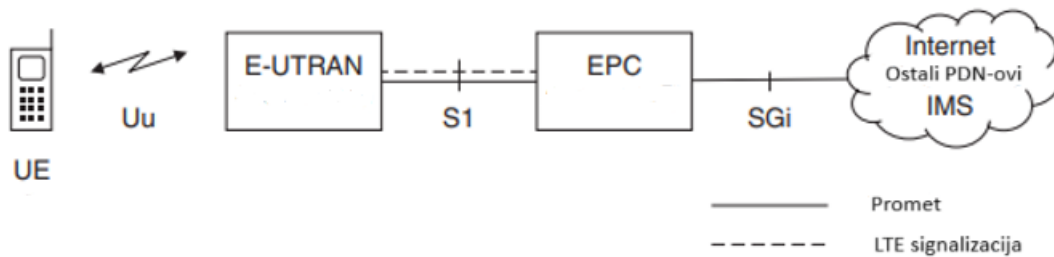 E-UTRAN
EPC
Internet
Ostali PDN-ovi
IMS
Uu
S1
SGi
UE
Promet
LTE signalizacija